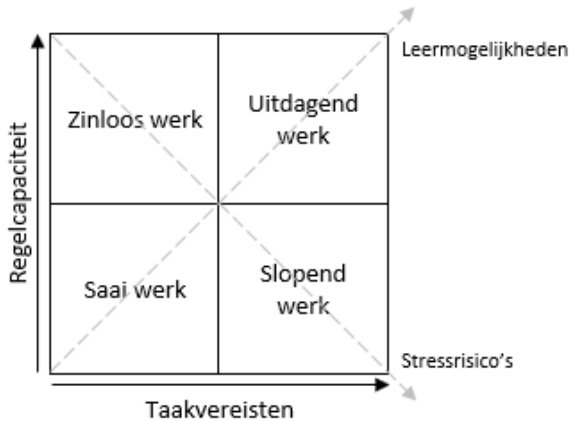 Leermogelijkheden
Zinloos werk
Uitdagend
werk
Regelcapaciteit
Saai werk
Slopend
werk
Stressrisico's
Taakvereisten